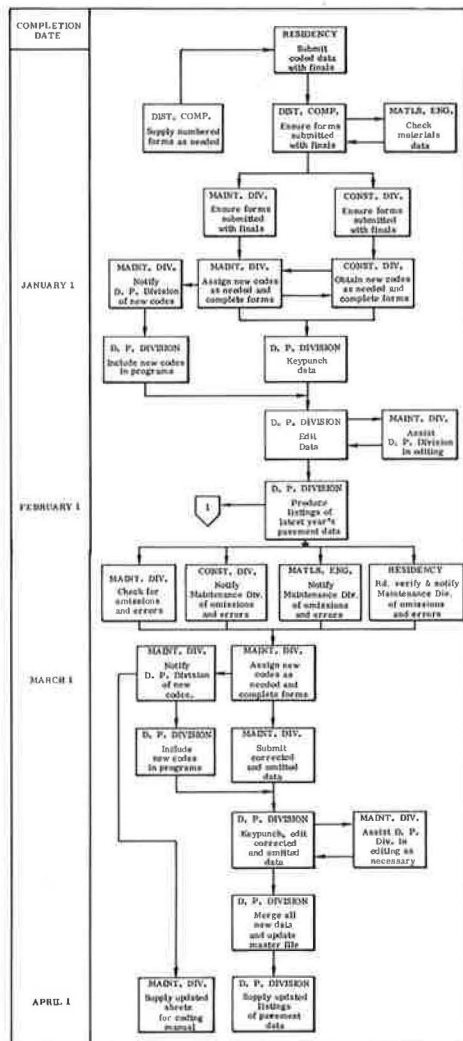 COMPLETION
DATE
RESIDENCY
Submit
coded data
with finals
DIST. COMP.
Supply numbered
forms as needed
DIST. COMP.
Ensure forms
submitted
with finals
MATLS. ENG.
Check
materials
data
MAINT. DIV.
Ensure forms
submitted
with finals
CONST. DIV.
Ensure forms
submitted
with finals
JANUARY 1
MAINT. DIV.
Notify
D. P. Division
of new codes
MAINT. DIV.
Assign new codes
as needed and
complete forms
CONST. DIV.
Obtain new codes
as needed and
complete forms
D. P. DIVISION
Include new codes
in programs
D. P. DIVISION
Keypunch
data
D. P. DIVISION
Edit
Data
MAINT. DIV.
Assist
D. P. Division
in editing
FEBRUARY 1
1
D. P. DIVISION
Produce
listings of
latest year's
pavement data
MAINT. DIV.
Check for
omissions
and errors
CONST. DIV.
Notify
Maintenance Div.
of omissions
and errors
MATLS. ENG.
Notify
Maintenance Div.
of omissions
and errors
RESIDENCY
Rd. verify & notify
Maintenance Div.
of omissions
and errors
MARCH 1
MAINT. DIV.
Notify
D. P. Division
of new
codes.
MAINT. DIV.
Assign new
codes as
needed and
complete forms
D. P. DIVISION
Include
new codes
in programs
MAINT. DIV.
Submit
corrected
and omitted
data
D. P. DIVISION
Keypunch, edit
corrected
and omitted
data
MAINT. DIV.
Assist D. P.
Div. in
editing as
necessary
D. P. DIVISION
Merge all
new data
and update
master file
APRIL 1
MAINT. DIV.
Supply updated
sheets
for coding
manual
D. P. DIVISION
Supply updated
listings
of pavement
data